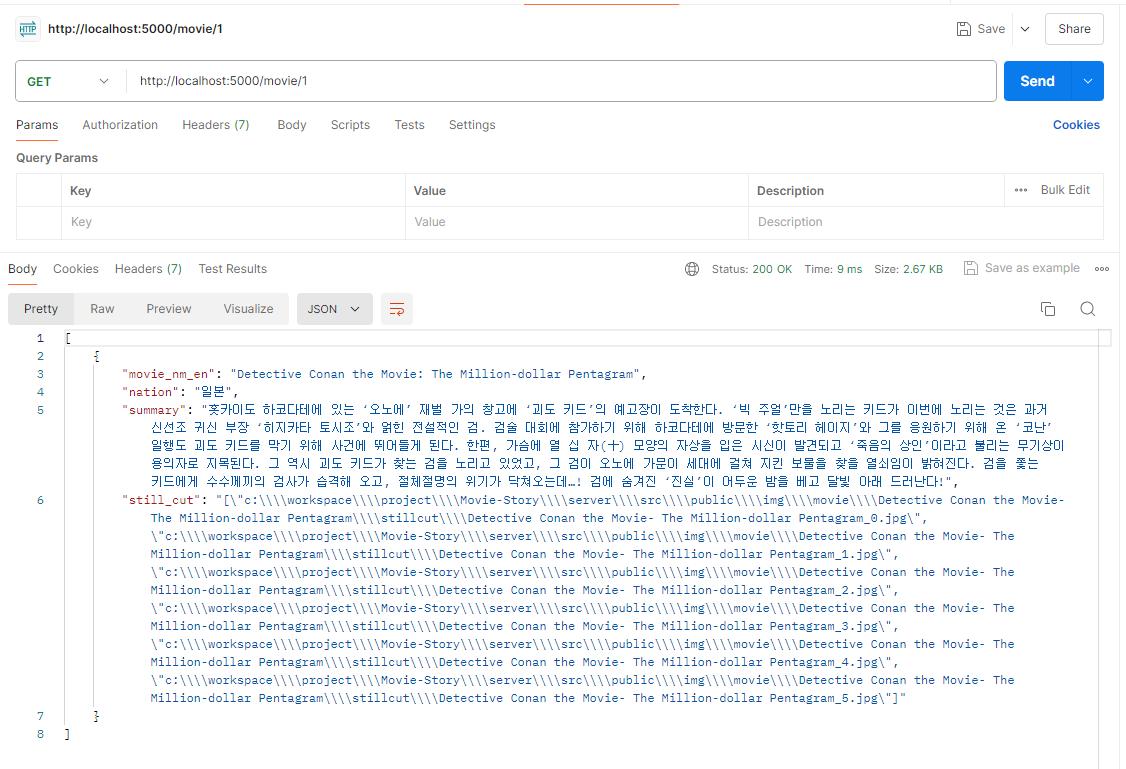 HTTP http://localhost:5000/movie/1 Save Share
GET http://localhost:5000/movie/1 Send
Params Authorization Headers (7) Body Scripts Tests Settings Cookies
Query Params
Key Value Description ••• Bulk Edit
Key Value Description
Body Cookies Headers (7) Test Results Status: 200 OK Time: 9 ms Size: 2.67 KB Save as example •••
Pretty Raw Preview Visualize JSON
1 [
2 {
3 "movie_nm_en": "Detective Conan the Movie: The Million-dollar Pentagram",
4 "nation": "일본",
5 "summary": "홋카이도 하코다테에 있는 ‘오노에’ 재벌 가의 창고에 ‘괴도 키드’의 예고장이 도착한다. ‘빅 주얼’만을 노리는 키드가 이번에 노리는 것은 과거
신선조 귀신 부장 ‘히지카타 토시조’와 얽힌 전설적인 검. 검술 대회에 참가하기 위해 하코다테에 방문한 ‘핫토리 헤이지’와 그를 응원하기 위해 온 ‘코난’
일행도 괴도 키드를 막기 위해 사건에 뛰어들게 된다. 한편, 가슴에 열 십 자(十) 모양의 자상을 입은 시신이 발견되고 ‘죽음의 상인’이라고 불리는 무기상이
용의자로 지목된다. 그 역시 괴도 키드가 찾는 검을 노리고 있었고, 그 검이 오노에 가문이 세대에 걸쳐 지킨 보물을 찾을 열쇠임이 밝혀진다. 검을 쫓는
키드에게 수수께끼의 검사가 습격해 오고, 절체절명의 위기가 닥쳐오는데…! 검에 숨겨진 ‘진실’이 어두운 밤을 베고 달빛 아래 드러난다!",
6 "still_cut": "[\"c:\\\\workspace\\\\project\\\\Movie-Story\\\\server\\\\src\\\\public\\\\img\\\\movie\\\\Detective Conan the Movie-
The Million-dollar Pentagram\\\\stillcut\\\\Detective Conan the Movie- The Million-dollar Pentagram_0.jpg\",
\"c:\\\\workspace\\\\project\\\\Movie-Story\\\\server\\\\src\\\\public\\\\img\\\\movie\\\\Detective Conan the Movie- The
Million-dollar Pentagram\\\\stillcut\\\\Detective Conan the Movie- The Million-dollar Pentagram_1.jpg\",
\"c:\\\\workspace\\\\project\\\\Movie-Story\\\\server\\\\src\\\\public\\\\img\\\\movie\\\\Detective Conan the Movie- The
Million-dollar Pentagram\\\\stillcut\\\\Detective Conan the Movie- The Million-dollar Pentagram_2.jpg\",
\"c:\\\\workspace\\\\project\\\\Movie-Story\\\\server\\\\src\\\\public\\\\img\\\\movie\\\\Detective Conan the Movie- The
Million-dollar Pentagram\\\\stillcut\\\\Detective Conan the Movie- The Million-dollar Pentagram_3.jpg\",
\"c:\\\\workspace\\\\project\\\\Movie-Story\\\\server\\\\src\\\\public\\\\img\\\\movie\\\\Detective Conan the Movie- The
Million-dollar Pentagram\\\\stillcut\\\\Detective Conan the Movie- The Million-dollar Pentagram_4.jpg\",
\"c:\\\\workspace\\\\project\\\\Movie-Story\\\\server\\\\src\\\\public\\\\img\\\\movie\\\\Detective Conan the Movie- The
Million-dollar Pentagram\\\\stillcut\\\\Detective Conan the Movie- The Million-dollar Pentagram_5.jpg\"]"
7 }
8 ]